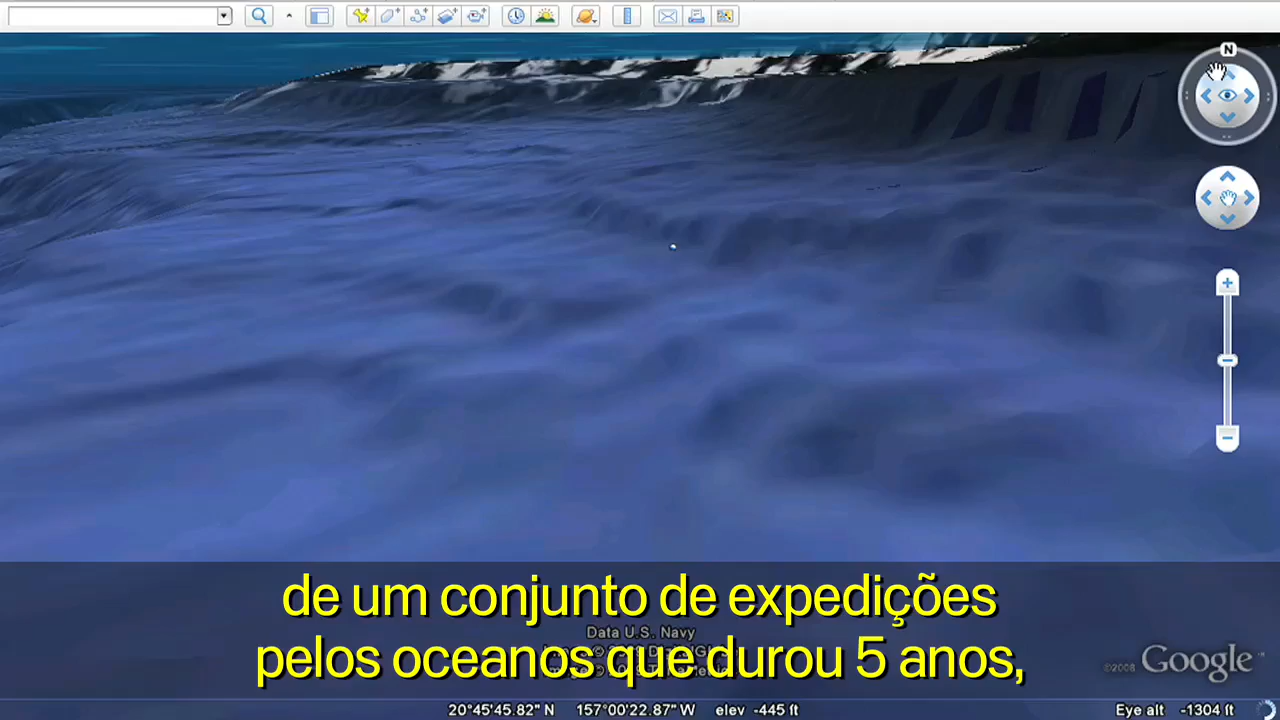 N
de um conjunto de expedições
Data U.S. Navy
pelos oceanos que durou 5 anos,
©2008 Google
20°45'45.82" N 157°00'22.87" W elev -445 ft
Eye alt -1304 ft